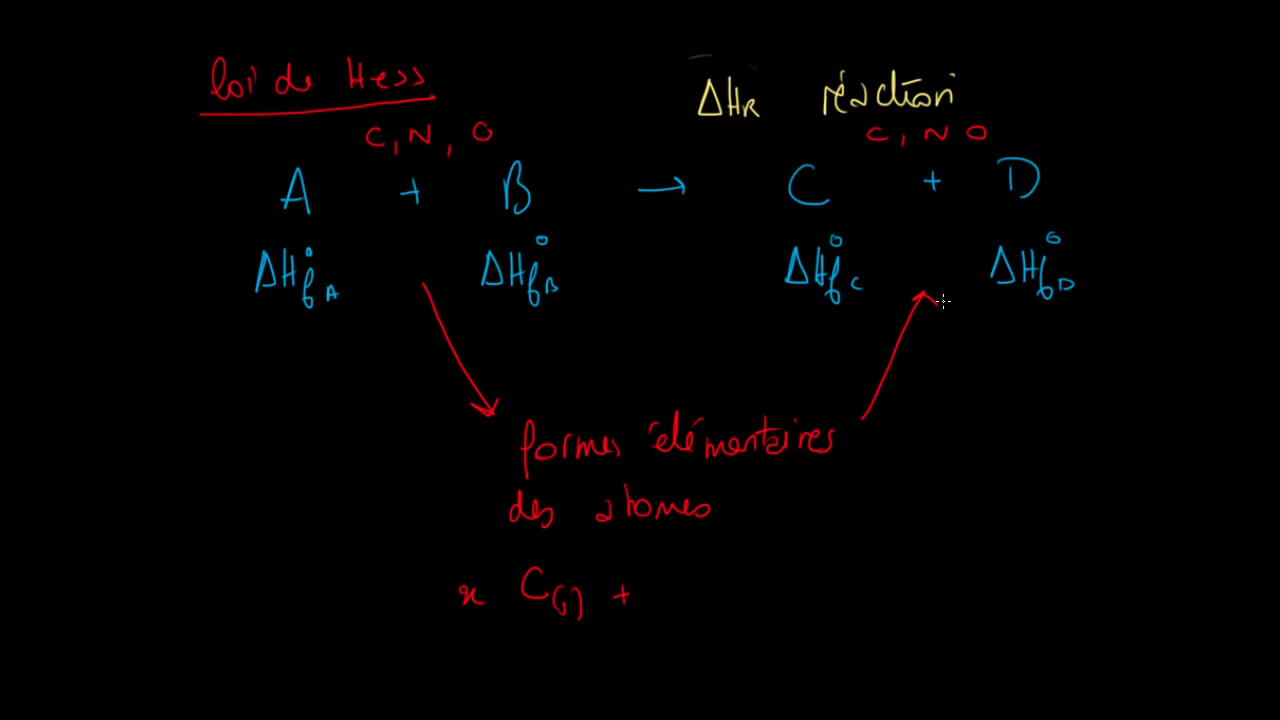 loi de Hess
ΔHR réaction
C, N, O
C, N O
A + B → C + D
ΔH°fA ΔH°fB ΔH°fC ΔH°fD
formes élémentaires
des atomes
x C(s) +